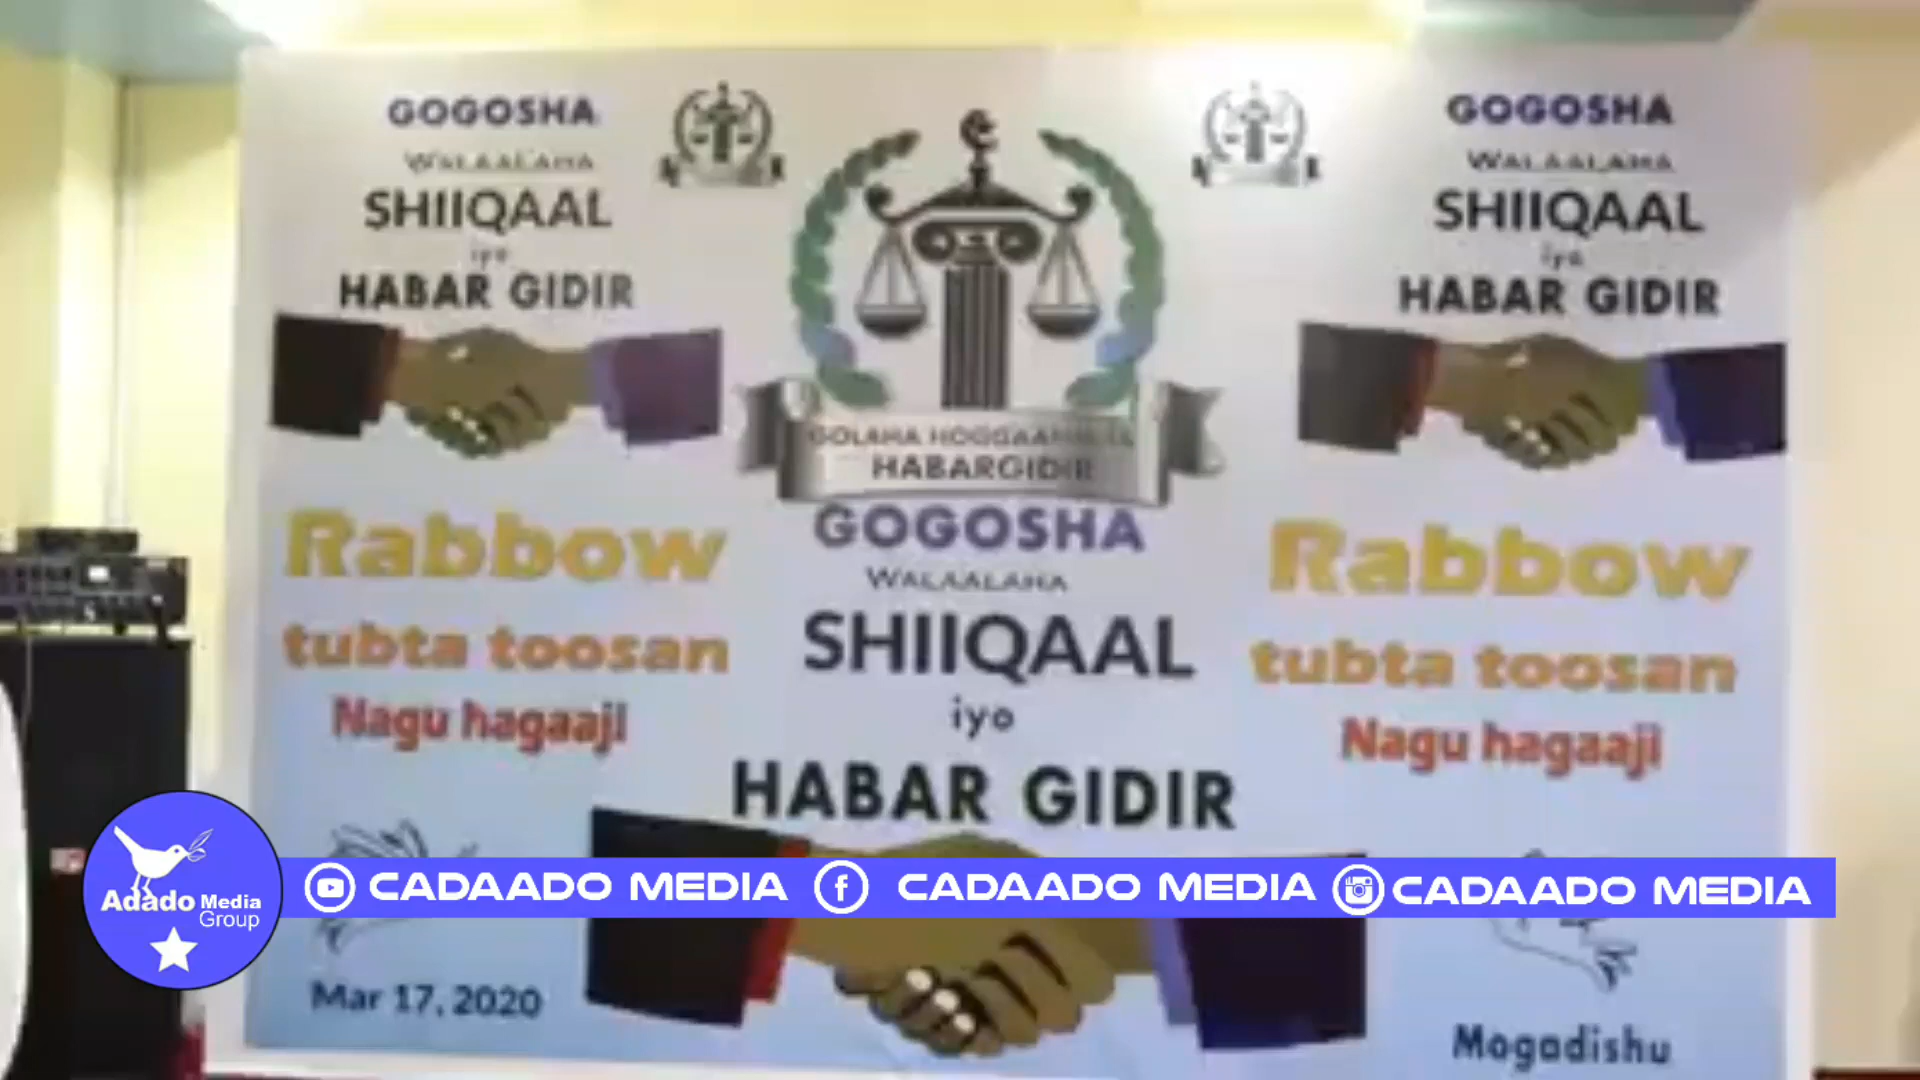 GOGOSHA
WALAALAHA
SHIIQAAL
iyo
HABAR GIDIR
Rabbow
tubta toosan
Nagu hagaaji
Mar 17, 2020
GOLAHA HOGGAAMINTA
HABARGIDIR
GOGOSHA
WALAALAHA
SHIIQAAL
iyo
HABAR GIDIR
GOGOSHA
WALAALAHA
SHIIQAAL
iyo
HABAR GIDIR
Rabbow
tubta toosan
Nagu hagaaji
Mogadishu
Adado Media
Group
CADAADO MEDIA CADAADO MEDIA CADAADO MEDIA